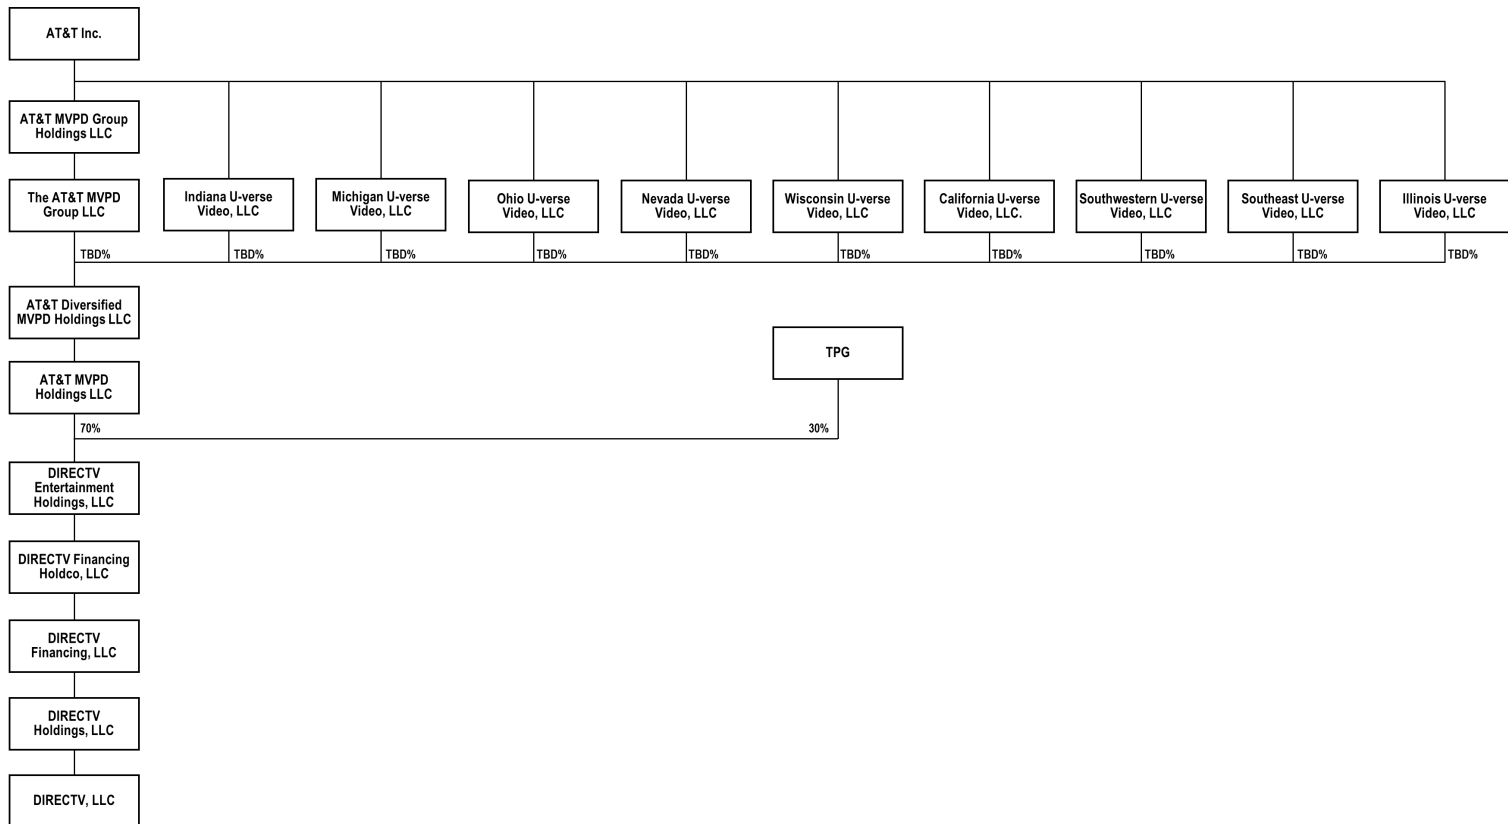 AT&T Inc.
AT&T MVPD Group
Holdings LLC
The AT&T MVPD
Group LLC
Indiana U-verse
Video, LLC
Michigan U-verse
Video, LLC
Ohio U-verse
Video, LLC
Nevada U-verse
Video, LLC
Wisconsin U-verse
Video, LLC
California U-verse
Video, LLC.
Southwestern U-verse
Video, LLC
Southeast U-verse
Video, LLC
Illinois U-verse
Video, LLC
TBD%
TBD%
TBD%
TBD%
TBD%
TBD%
TBD%
TBD%
TBD%
TBD%
AT&T Diversified
MVPD Holdings LLC
TPG
AT&T MVPD
Holdings LLC
70%
30%
DIRECTV
Entertainment
Holdings, LLC
DIRECTV Financing
Holdco, LLC
DIRECTV
Financing, LLC
DIRECTV
Holdings, LLC
DIRECTV, LLC